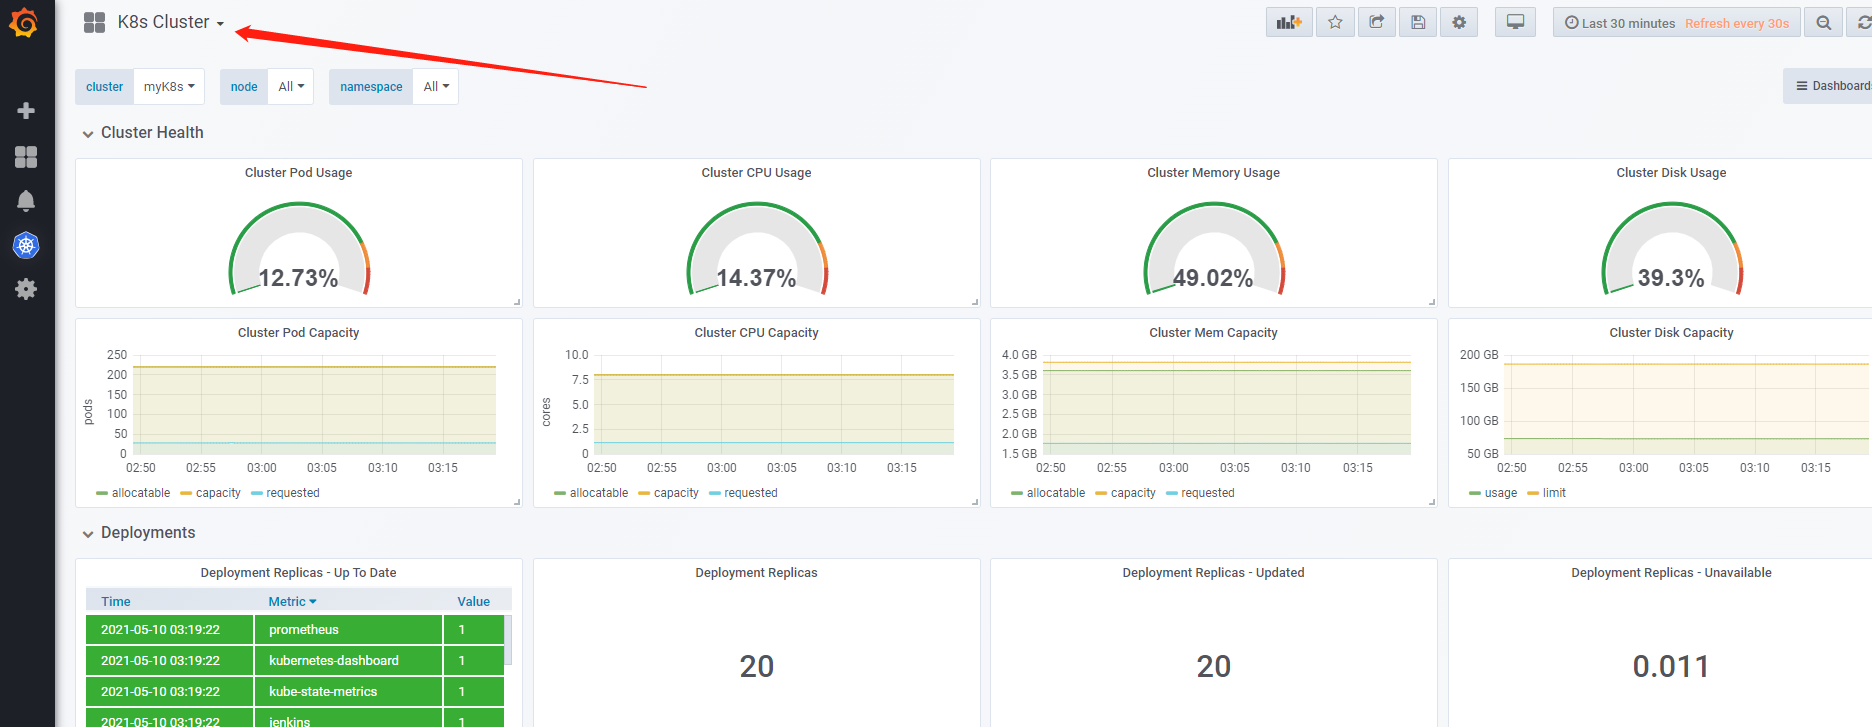 K8s Cluster
Last 30 minutes Refresh every 30s
cluster myK8s node All namespace All
Dashboards
Cluster Health
Cluster Pod Usage
12.73%
Cluster CPU Usage
14.37%
Cluster Memory Usage
49.02%
Cluster Disk Usage
39.3%
Cluster Pod Capacity
250
200
150
100
50
0
pods
02:50 02:55 03:00 03:05 03:10 03:15
allocatable capacity requested
Cluster CPU Capacity
10.0
7.5
5.0
2.5
0
cores
02:50 02:55 03:00 03:05 03:10 03:15
allocatable capacity requested
Cluster Mem Capacity
4.0 GB
3.5 GB
3.0 GB
2.5 GB
2.0 GB
1.5 GB
02:50 02:55 03:00 03:05 03:10 03:15
allocatable capacity requested
Cluster Disk Capacity
200 GB
150 GB
100 GB
50 GB
02:50 02:55 03:00 03:05 03:10 03:15
usage limit
Deployments
Deployment Replicas - Up To Date
Time Metric Value
2021-05-10 03:19:22 prometheus 1
2021-05-10 03:19:22 kubernetes-dashboard 1
2021-05-10 03:19:22 kube-state-metrics 1
2021-05-10 03:19:22 jenkins 1
Deployment Replicas
20
Deployment Replicas - Updated
20
Deployment Replicas - Unavailable
0.011